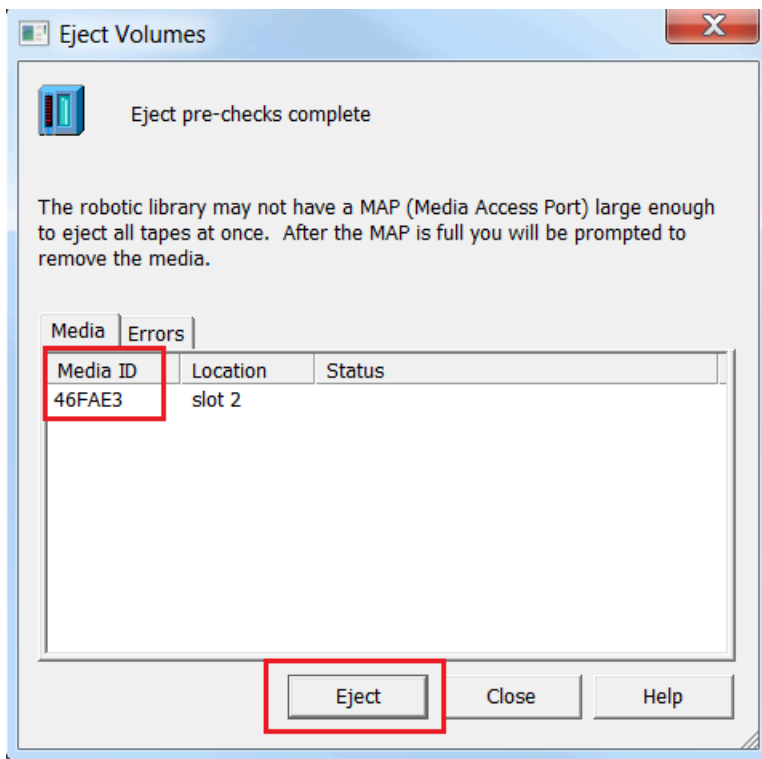 Eject Volumes
X
Eject pre-checks complete
The robotic library may not have a MAP (Media Access Port) large enough
to eject all tapes at once.  After the MAP is full you will be prompted to
remove the media.
Media Errors
Media ID Location Status
46FAE3 slot 2
Eject Close Help